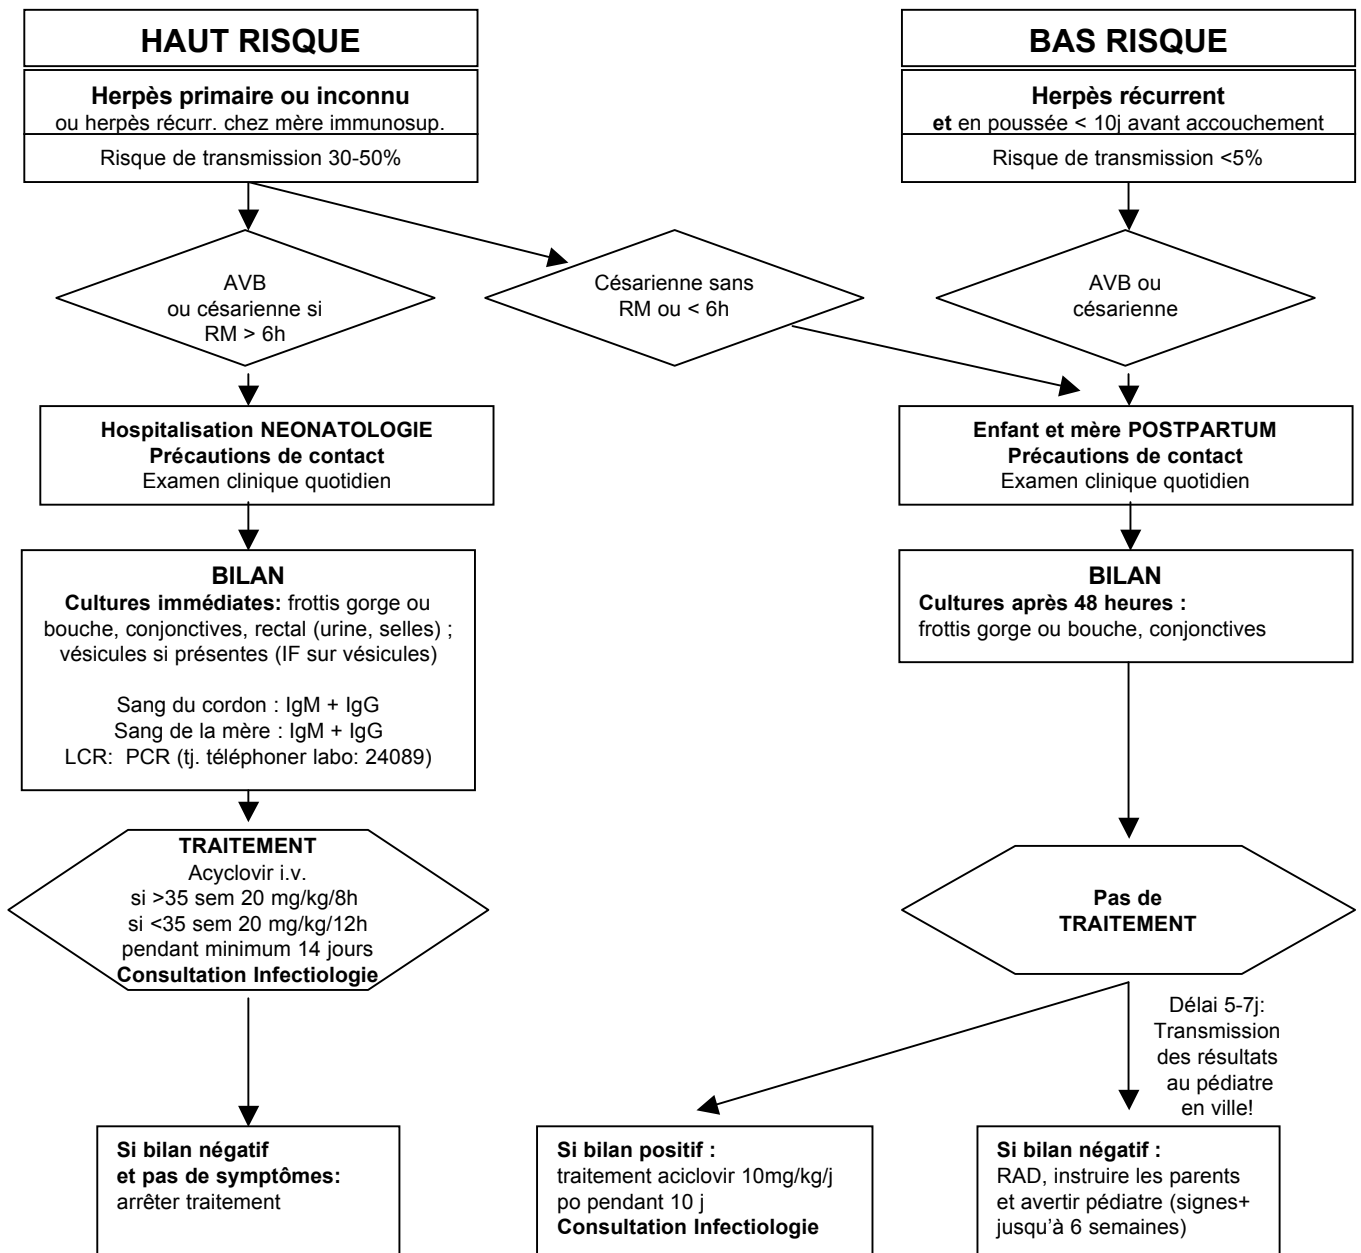 HAUT RISQUE
Herpès primaire ou inconnu
ou herpès récurr. chez mère immunosup.
Risque de transmission 30-50%
BAS RISQUE
Herpès récurrent
et en poussée < 10j avant accouchement
Risque de transmission <5%
AVB
ou césarienne si
RM > 6h
Césarienne sans
RM ou < 6h
AVB ou
césarienne
Hospitalisation NEONATOLOGIE
Précautions de contact
Examen clinique quotidien
Enfant et mère POSTPARTUM
Précautions de contact
Examen clinique quotidien
BILAN
Cultures immédiates: frottis gorge ou
bouche, conjonctives, rectal (urine, selles) ;
vésicules si présentes (IF sur vésicules)
Sang du cordon : IgM + IgG
Sang de la mère : IgM + IgG
LCR: PCR (tj. téléphoner labo: 24089)
BILAN
Cultures après 48 heures :
frottis gorge ou bouche, conjonctives
TRAITEMENT
Acyclovir i.v.
si >35 sem 20 mg/kg/8h
si <35 sem 20 mg/kg/12h
pendant minimum 14 jours
Consultation Infectiologie
Pas de
TRAITEMENT
Délai 5-7j:
Transmission
des résultats
au pédiatre
en ville!
Si bilan négatif
et pas de symptômes:
arrêter traitement
Si bilan positif :
traitement aciclovir 10mg/kg/j
po pendant 10 j
Consultation Infectiologie
Si bilan négatif :
RAD, instruire les parents
et avertir pédiatre (signes+
jusqu'à 6 semaines)